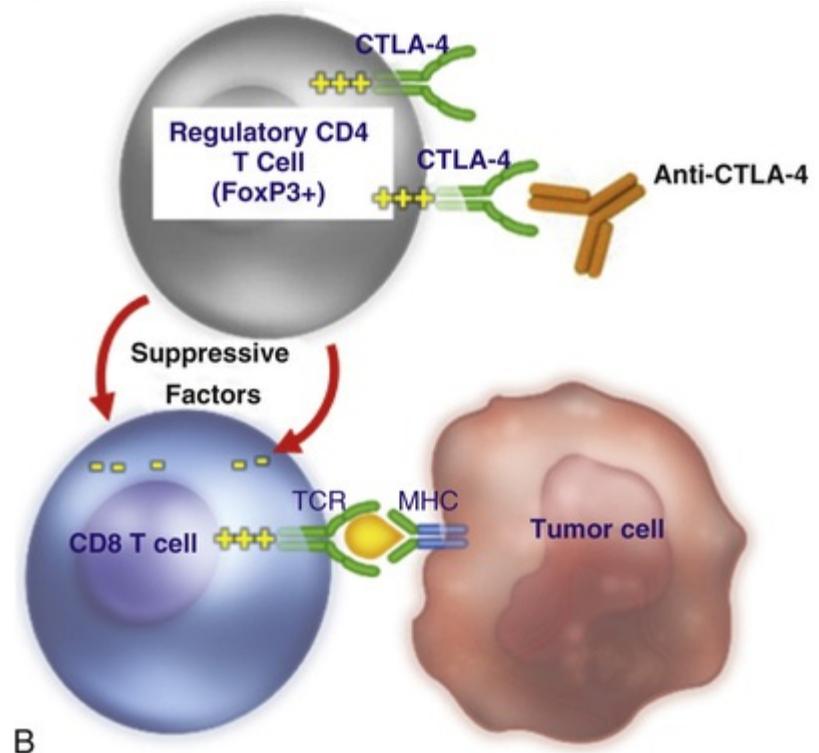 CTLA-4
+++
Regulatory CD4
T Cell
(FoxP3+)
CTLA-4
+++
Anti-CTLA-4
Suppressive
Factors
- - - - -
TCR
MHC
CD8 T cell
+++
Tumor cell
B